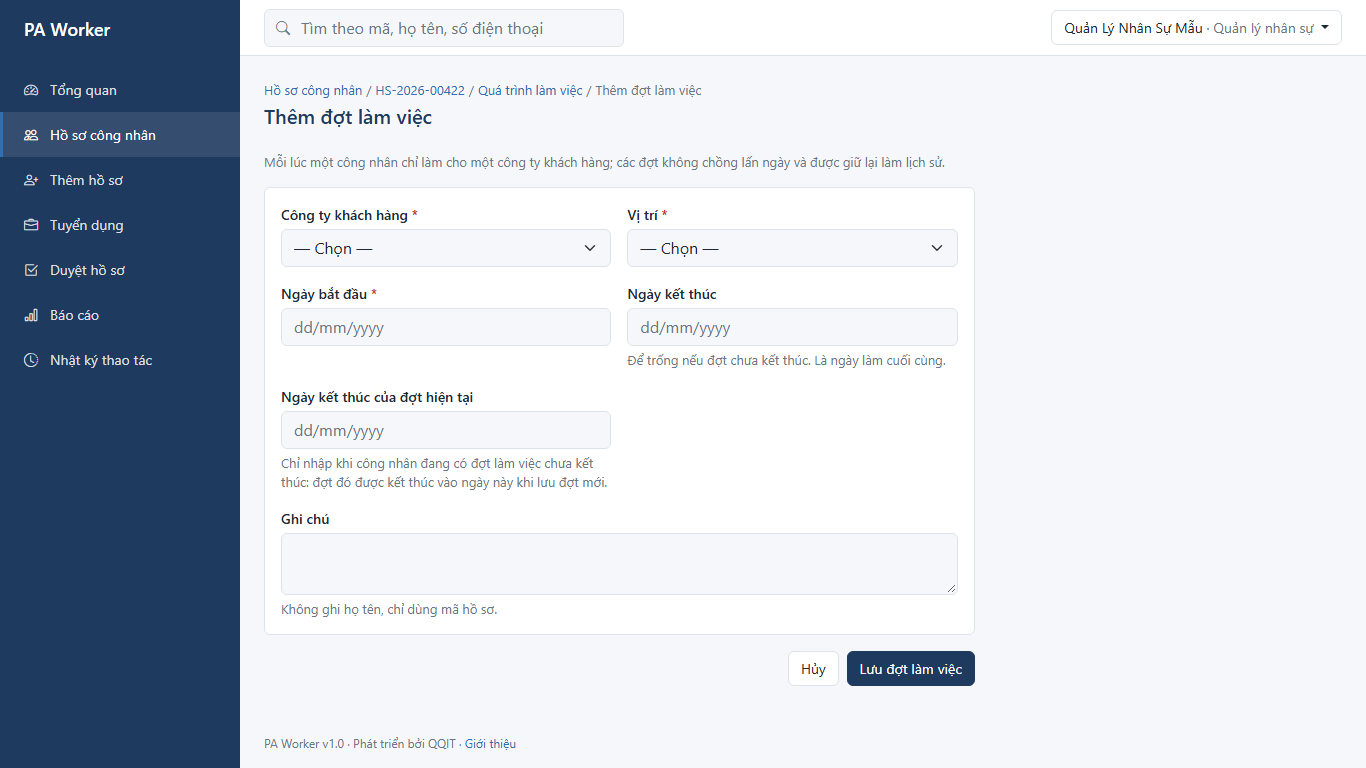 PA Worker
Tìm theo mã, họ tên, số điện thoại
Quản Lý Nhân Sự Mẫu · Quản lý nhân sự
Tổng quan
Hồ sơ công nhân
Thêm hồ sơ
Tuyển dụng
Duyệt hồ sơ
Báo cáo
Nhật ký thao tác
Hồ sơ công nhân / HS-2026-00422 / Quá trình làm việc / Thêm đợt làm việc
Thêm đợt làm việc
Mỗi lúc một công nhân chỉ làm cho một công ty khách hàng; các đợt không chồng lấn ngày và được giữ lại làm lịch sử.
Công ty khách hàng *
— Chọn —
Vị trí *
— Chọn —
Ngày bắt đầu *
dd/mm/yyyy
Ngày kết thúc
dd/mm/yyyy
Để trống nếu đợt chưa kết thúc. Là ngày làm cuối cùng.
Ngày kết thúc của đợt hiện tại
dd/mm/yyyy
Chỉ nhập khi công nhân đang có đợt làm việc chưa kết
thúc: đợt đó được kết thúc vào ngày này khi lưu đợt mới.
Ghi chú
Không ghi họ tên, chỉ dùng mã hồ sơ.
Hủy
Lưu đợt làm việc
PA Worker v1.0 · Phát triển bởi QQIT · Giới thiệu